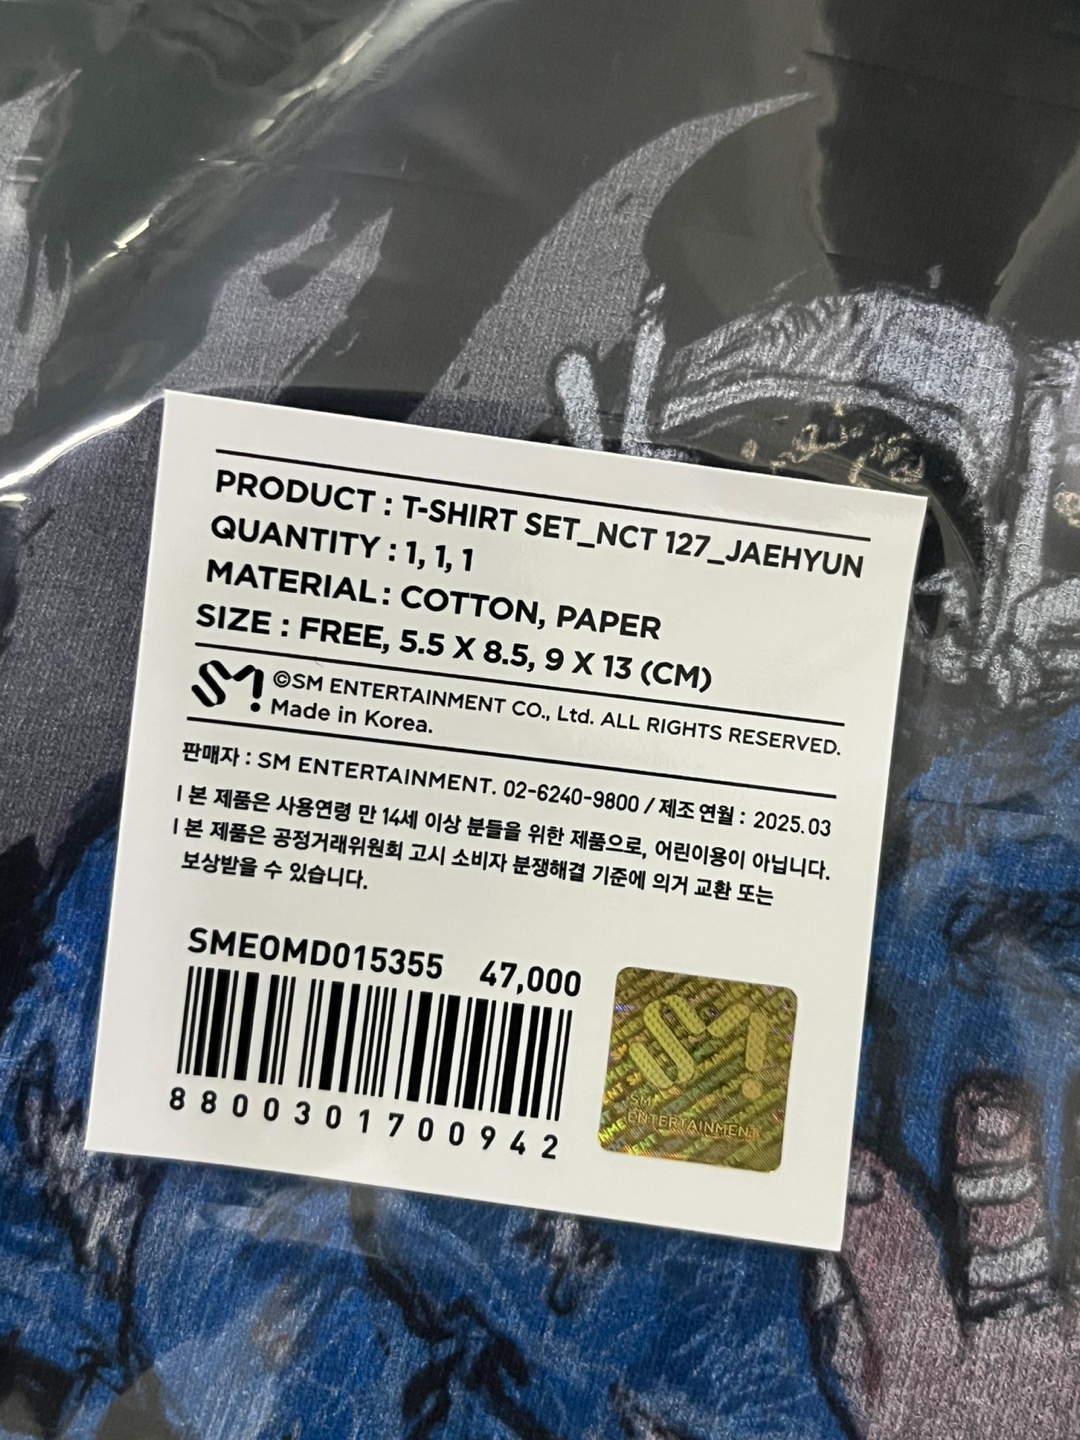 PRODUCT : T-SHIRT SET_NCT 127_JAEHYUN
QUANTITY : 1, 1, 1
MATERIAL : COTTON, PAPER
SIZE : FREE, 5.5 X 8.5, 9 X 13 (CM)
SM! ©SM ENTERTAINMENT CO., Ltd. ALL RIGHTS RESERVED.
Made in Korea.
판매자 : SM ENTERTAINMENT. 02-6240-9800 / 제조연월 : 2025.03
l 본 제품은 사용연령 만 14세 이상 분들을 위한 제품으로, 어린이용이 아닙니다.
l 본 제품은 공정거래위원회 고시 소비자 분쟁해결 기준에 의거 교환 또는
보상받을 수 있습니다.
SMEOMD015355 47,000
8800301700942
SM!
SM
ENTERTAINMENT